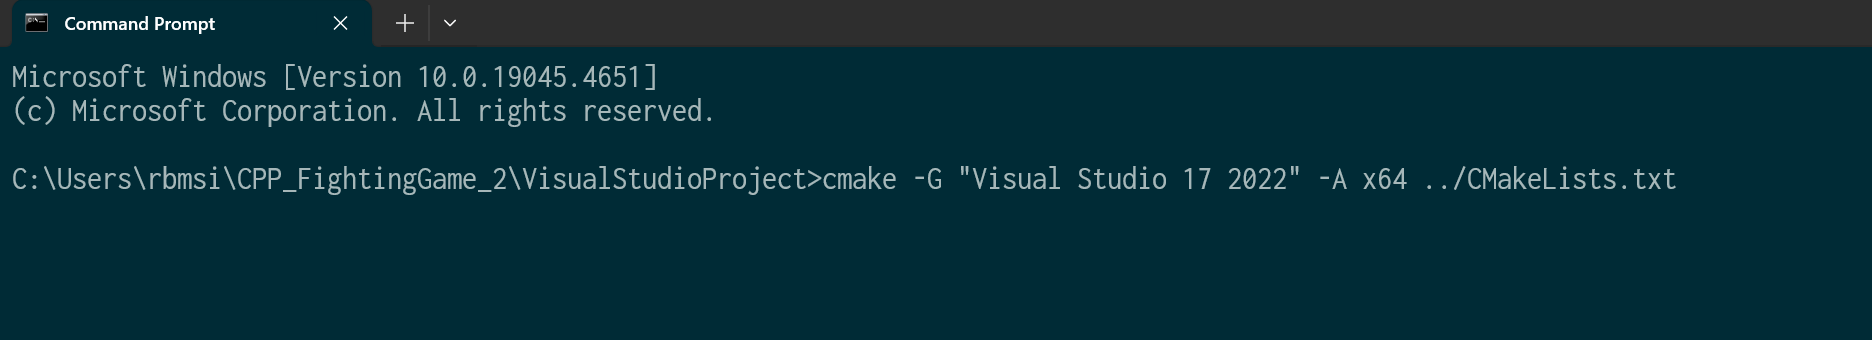 Command Prompt
Microsoft Windows [Version 10.0.19045.4651]
(c) Microsoft Corporation. All rights reserved.
C:\Users\rbmsi\CPP_FightingGame_2\VisualStudioProject>cmake -G "Visual Studio 17 2022" -A x64 ../CMakeLists.txt